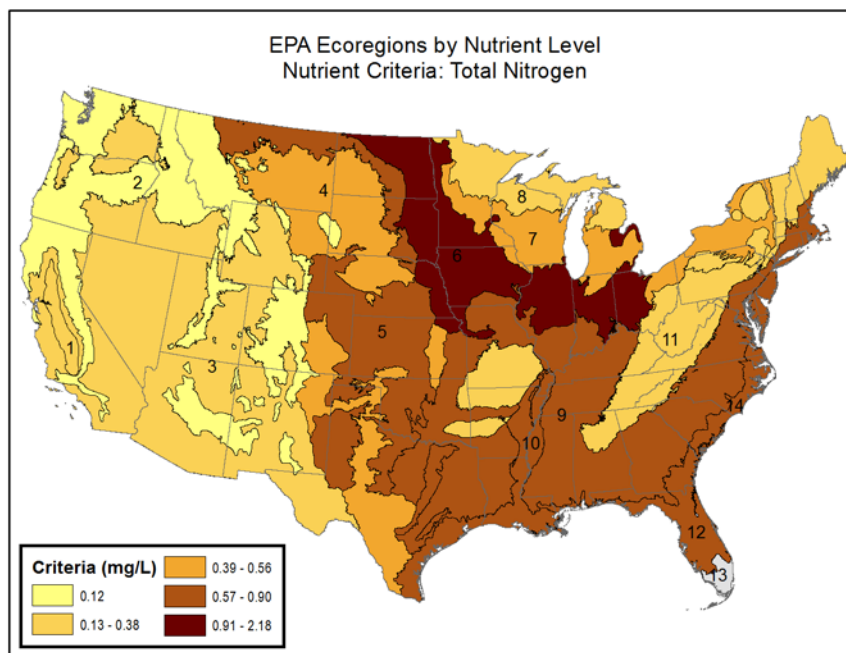 EPA Ecoregions by Nutrient Level
Nutrient Criteria: Total Nitrogen
2
4
8
7
6
1
3
5
11
9
10
14
12
13
Criteria (mg/L)
0.12
0.13 - 0.38
0.39 - 0.56
0.57 - 0.90
0.91 - 2.18